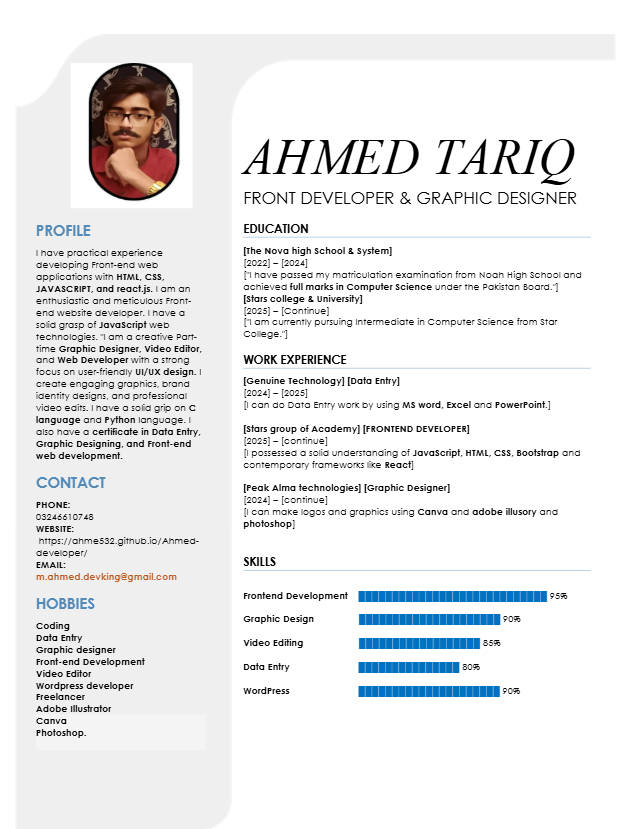 AHMED TARIQ
FRONT DEVELOPER & GRAPHIC DESIGNER
PROFILE
I have practical experience
developing Front-end web
applications with HTML, CSS,
JAVASCRIPT, and react.js. I am an
enthusiastic and meticulous Front-
end website developer. I have a
solid grasp of JavaScript web
technologies. "I am a creative Part-
time Graphic Designer, Video Editor,
and Web Developer with a strong
focus on user-friendly UI/UX design. I
create engaging graphics, brand
identity designs, and professional
video edits. I have a solid grip on C
language and Python language. I
also have a certificate in Data Entry,
Graphic Designing, and Front-end
web development.
CONTACT
PHONE:
03246610748
WEBSITE:
https://ahme532.github.io/Ahmed-
developer/
EMAIL:
m.ahmed.devking@gmail.com
HOBBIES
Coding
Data Entry
Graphic designer
Front-end Development
Video Editor
Wordpress developer
Freelancer
Adobe Illustrator
Canva
Photoshop.
EDUCATION
[The Nova high School & System]
[2022] – [2024]
["I have passed my matriculation examination from Noah High School and
achieved full marks in Computer Science under the Pakistan Board."]
[Stars college & University]
[2025] – [Continue]
["I am currently pursuing Intermediate in Computer Science from Star
College."]
WORK EXPERIENCE
[Genuine Technology] [Data Entry]
[2024] – [2025]
[I can do Data Entry work by using MS word, Excel and PowerPoint.]
[Stars group of Academy] [FRONTEND DEVELOPER]
[2025] – [continue]
[I possessed a solid understanding of JavaScript, HTML, CSS, Bootstrap and
contemporary frameworks like React]
[Peak Alma technologies] [Graphic Designer]
[2024] – [continue]
[I can make logos and graphics using Canva and adobe illusory and
photoshop]
SKILLS
Frontend Development 95%
Graphic Design 90%
Video Editing 85%
Data Entry 80%
WordPress 90%